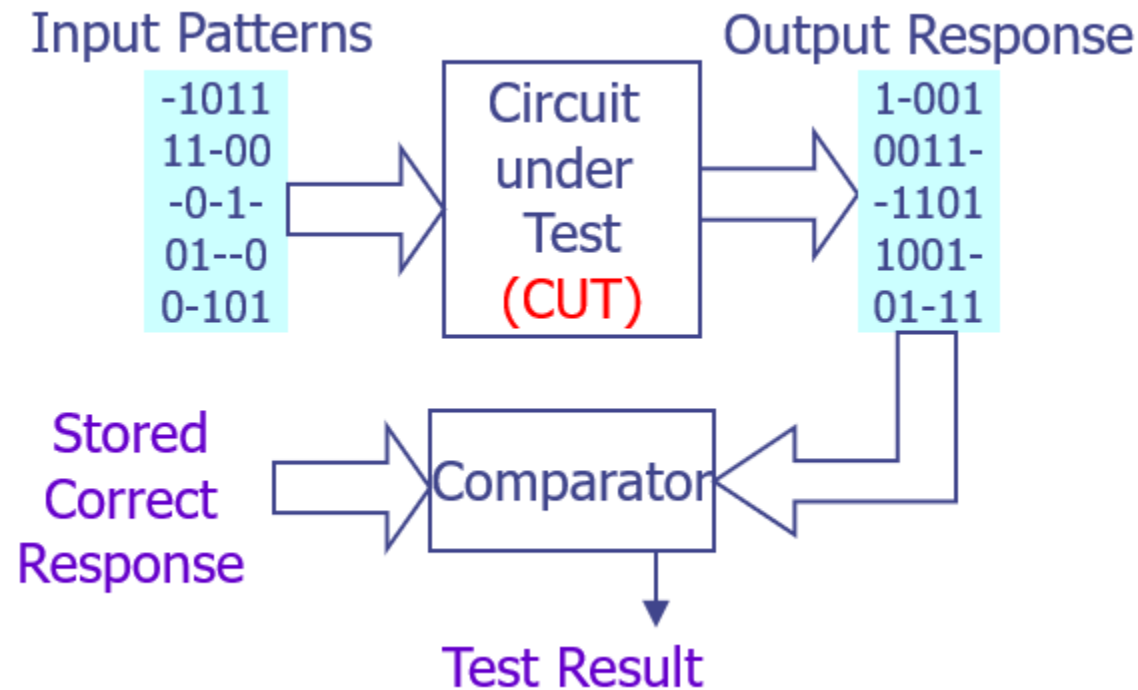 Input Patterns
-1011
11-00
-0-1-
01--0
0-101
Circuit
under
Test
(CUT)
Output Response
1-001
0011-
-1101
1001-
01-11
Stored
Correct
Response
Comparator
Test Result